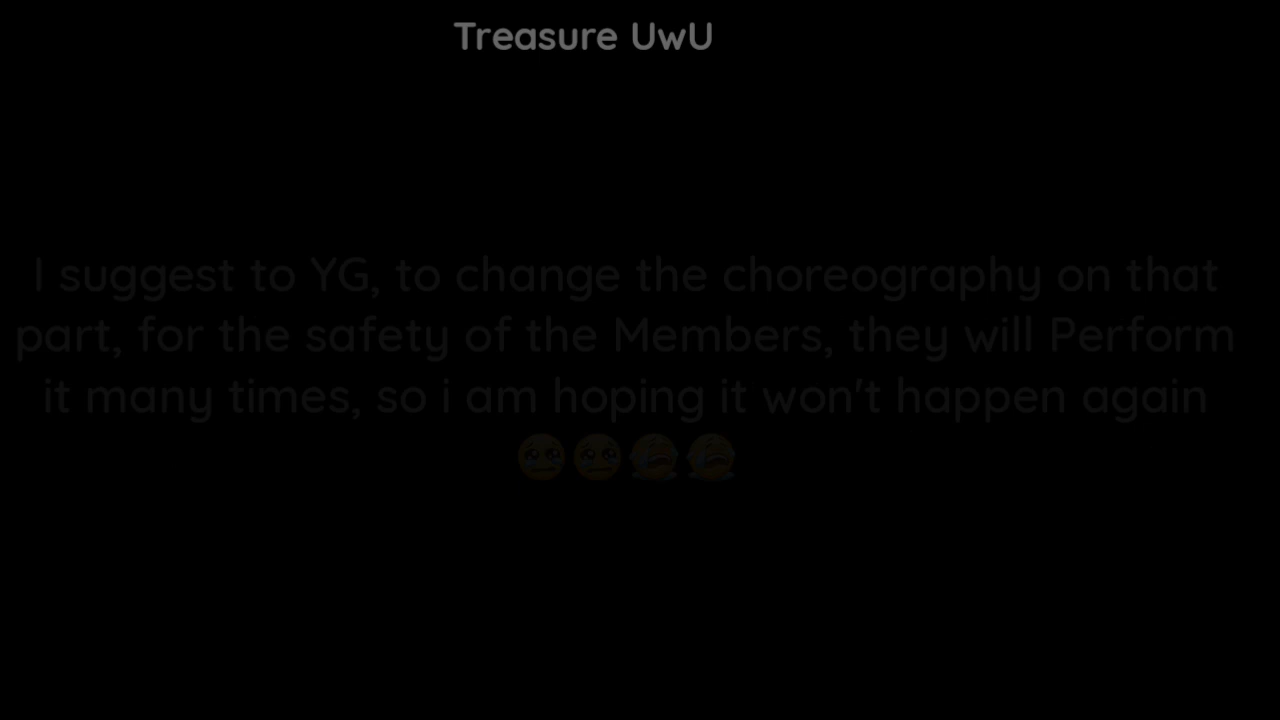 Treasure UwU
I suggest to YG, to change the choreography on that
part, for the safety of the Members, they will Perform
it many times, so i am hoping it won't happen again
🥹🥹😭😭